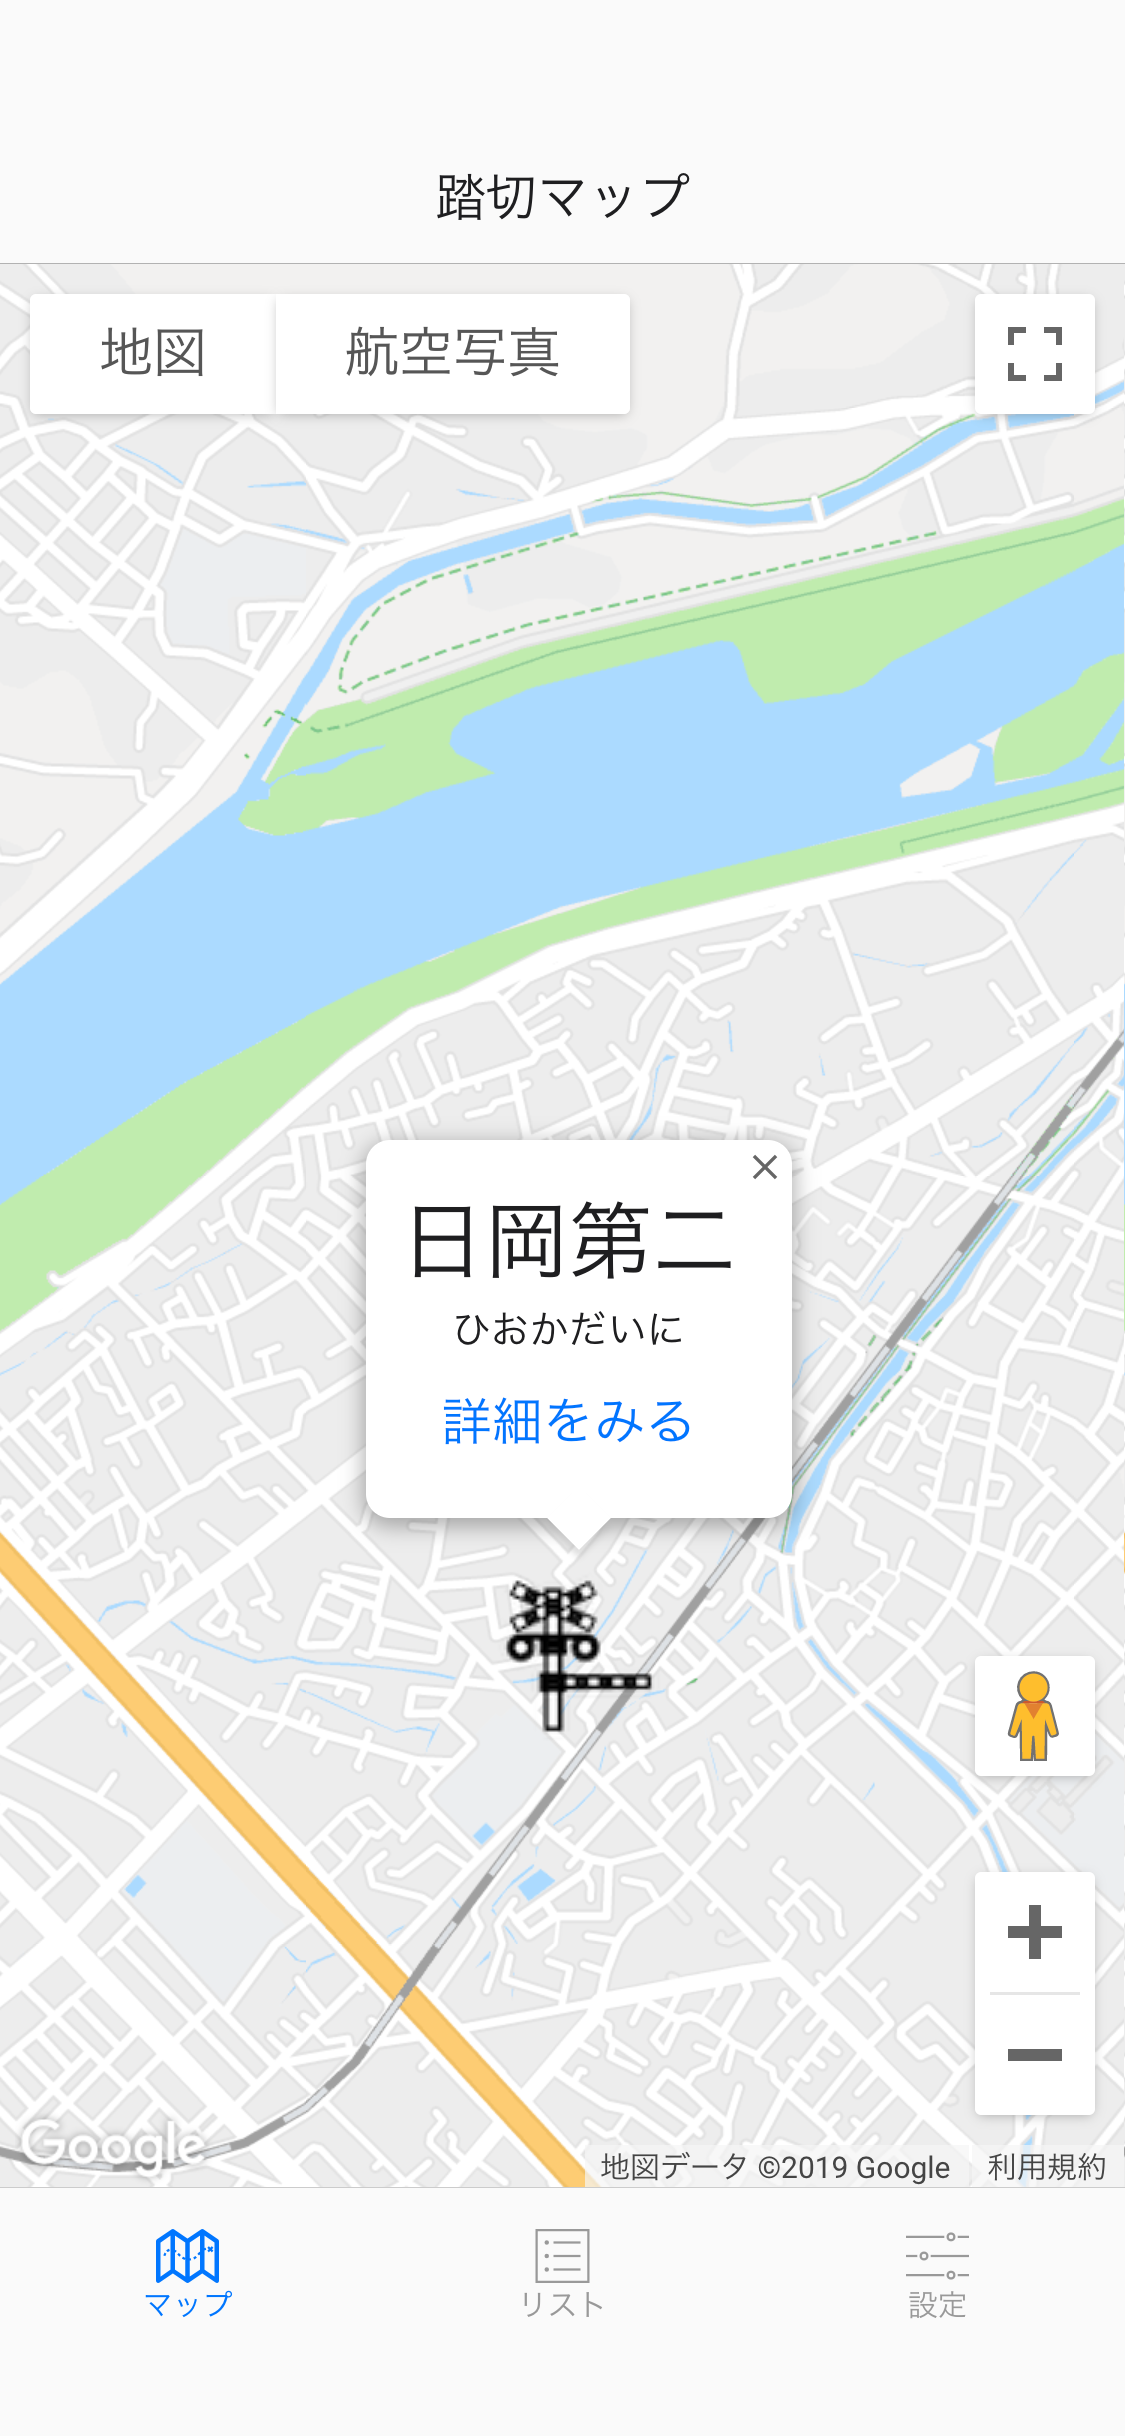 踏切マップ
地図
航空写真
日岡第二
ひおかだいに
詳細をみる
Google
地図データ ©2019 Google
利用規約
マップ
リスト
設定